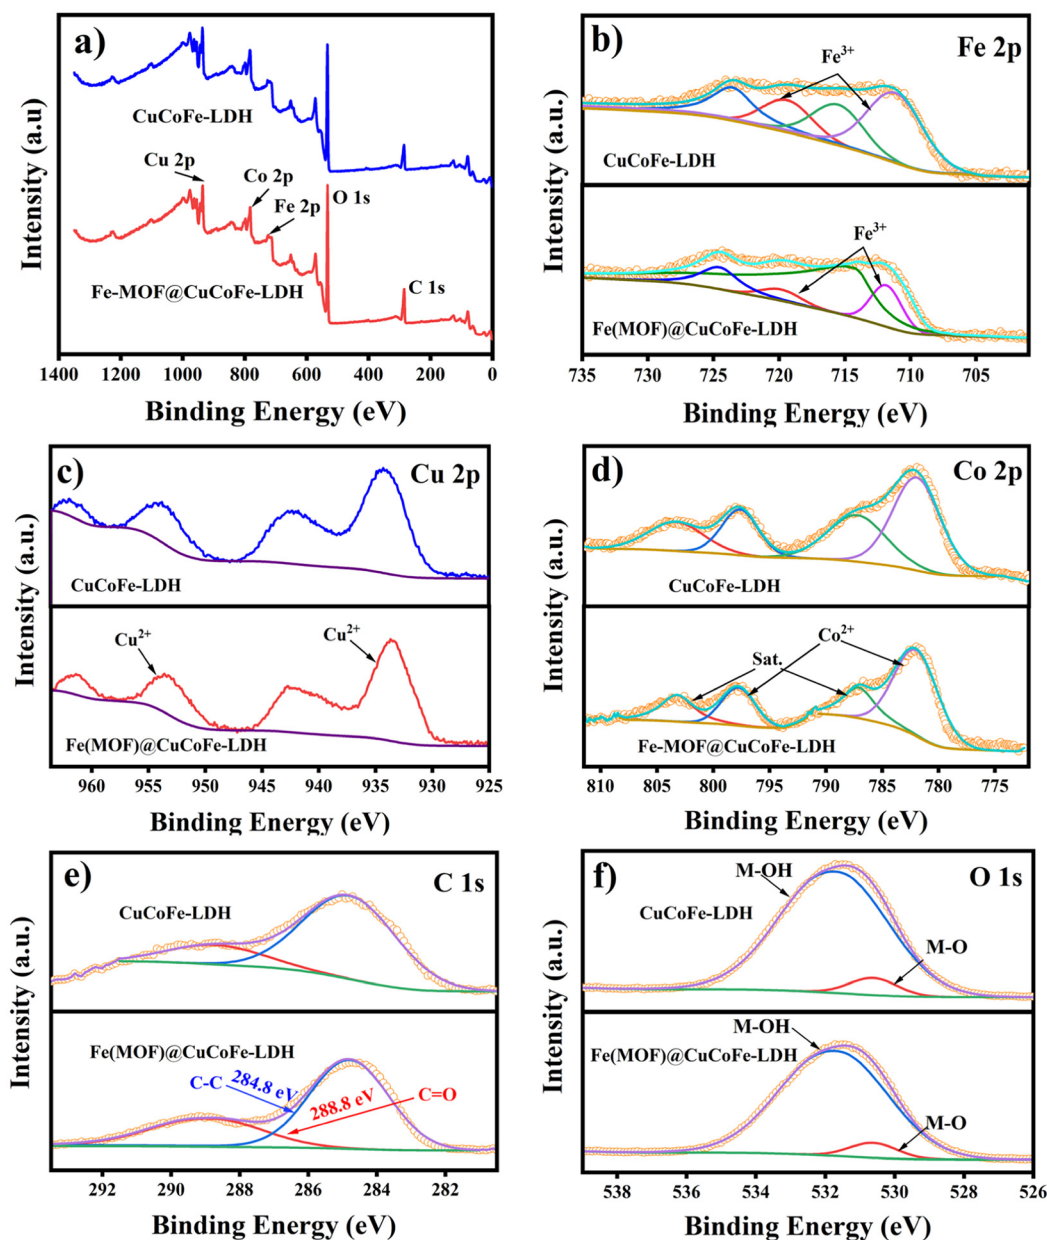 a)
CuCoFe-LDH
Cu 2p
Co 2p
Fe 2p
O 1s
Fe-MOF@CuCoFe-LDH
C 1s
Intensity (a.u)
1400 1200 1000 800 600 400 200 0
Binding Energy (eV)
b)
Fe 2p
Fe3+
CuCoFe-LDH
Fe3+
Fe(MOF)@CuCoFe-LDH
Intensity (a.u)
735 730 725 720 715 710 705
Binding Energy (eV)
c)
Cu 2p
CuCoFe-LDH
Cu2+
Cu2+
Fe(MOF)@CuCoFe-LDH
Intensity (a.u.)
960 955 950 945 940 935 930 925
Binding Energy (eV)
d)
Co 2p
CuCoFe-LDH
Co2+
Sat.
Fe-MOF@CuCoFe-LDH
Intensity (a.u.)
810 805 800 795 790 785 780 775
Binding Energy (eV)
e)
C 1s
CuCoFe-LDH
Fe(MOF)@CuCoFe-LDH
C-C
284.8 eV
288.8 eV
C=O
Intensity (a.u.)
292 290 288 286 284 282
Binding Energy (eV)
f)
O 1s
M-OH
CuCoFe-LDH
M-O
M-OH
Fe(MOF)@CuCoFe-LDH
M-O
Intensity (a.u.)
538 536 534 532 530 528 526
Binding Energy (eV)